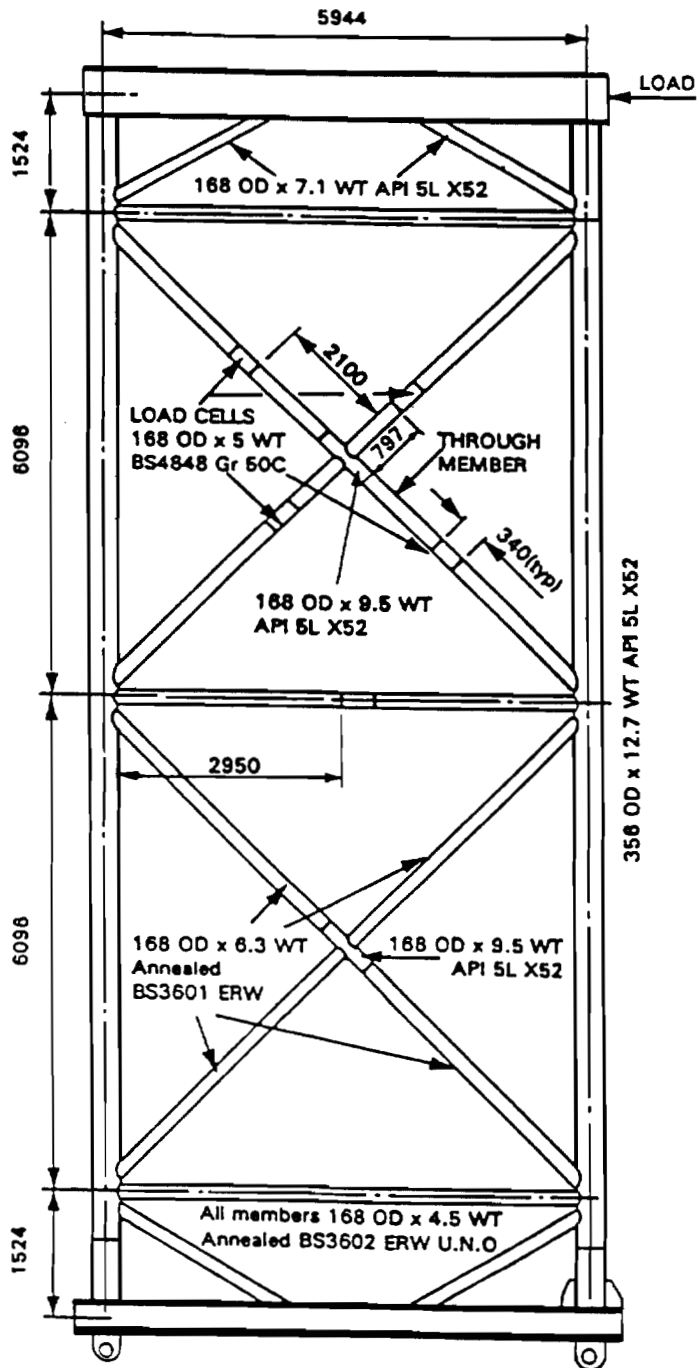 5944
LOAD
1524
168 OD x 7.1 WT API 5L X52
2100
LOAD CELLS
168 OD x 5 WT
BS4848 Gr 50C
797
THROUGH
MEMBER
6098
340(typ)
168 OD x 9.5 WT
API 5L X52
358 OD x 12.7 WT API 5L X52
2950
168 OD x 6.3 WT
Annealed
BS3601 ERW
168 OD x 9.5 WT
API 5L X52
6098
All members 168 OD x 4.5 WT
Annealed BS3602 ERW U.N.O
1524